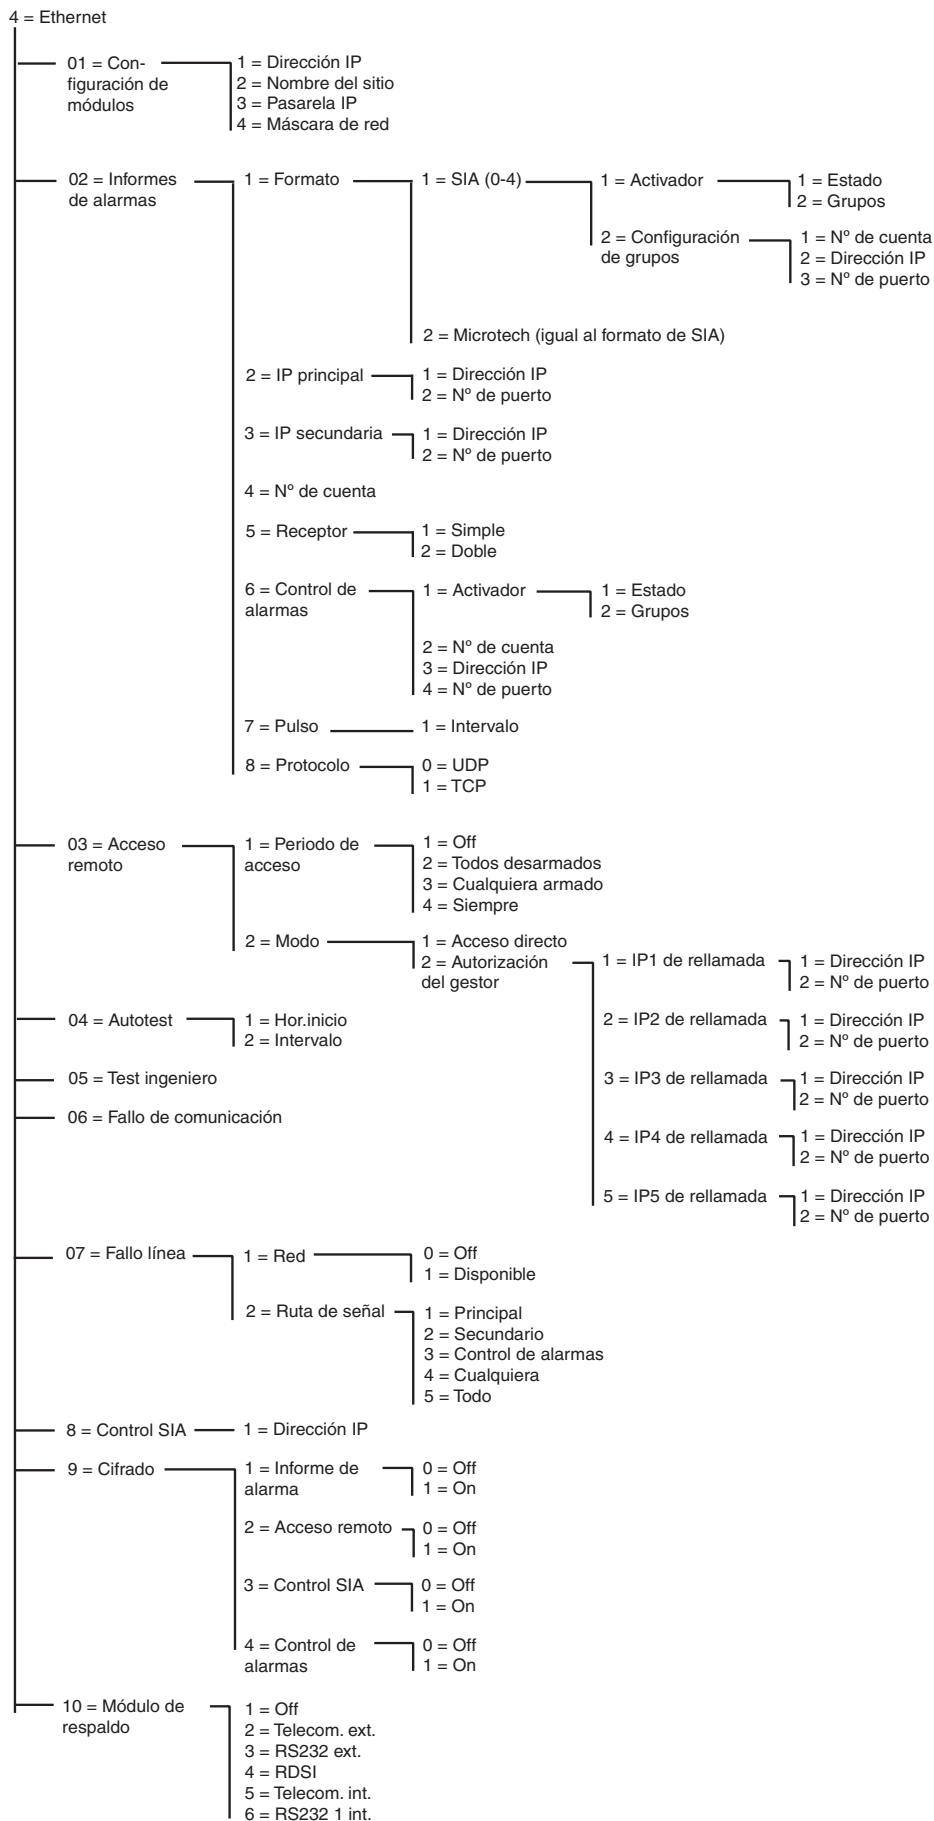 4 = Ethernet
01 = Con-
figuración de
módulos
1 = Dirección IP
2 = Nombre del sitio
3 = Pasarela IP
4 = Máscara de red
02 = Informes
de alarmas
1 = Formato
1 = SIA (0-4)
1 = Activador
1 = Estado
2 = Grupos
2 = Configuración
de grupos
1 = Nº de cuenta
2 = Dirección IP
3 = Nº de puerto
2 = Microtech (igual al formato de SIA)
2 = IP principal
1 = Dirección IP
2 = Nº de puerto
3 = IP secundaria
1 = Dirección IP
2 = Nº de puerto
4 = Nº de cuenta
5 = Receptor
1 = Simple
2 = Doble
6 = Control de
alarmas
1 = Activador
1 = Estado
2 = Grupos
2 = Nº de cuenta
3 = Dirección IP
4 = Nº de puerto
7 = Pulso
1 = Intervalo
8 = Protocolo
0 = UDP
1 = TCP
03 = Acceso
remoto
1 = Periodo de
acceso
1 = Off
2 = Todos desarmados
3 = Cualquiera armado
4 = Siempre
2 = Modo
1 = Acceso directo
2 = Autorización
del gestor
1 = IP1 de rellamada
1 = Dirección IP
2 = Nº de puerto
2 = IP2 de rellamada
1 = Dirección IP
2 = Nº de puerto
3 = IP3 de rellamada
1 = Dirección IP
2 = Nº de puerto
4 = IP4 de rellamada
1 = Dirección IP
2 = Nº de puerto
5 = IP5 de rellamada
1 = Dirección IP
2 = Nº de puerto
04 = Autotest
1 = Hor.inicio
2 = Intervalo
05 = Test ingeniero
06 = Fallo de comunicación
07 = Fallo línea
1 = Red
0 = Off
1 = Disponible
2 = Ruta de señal
1 = Principal
2 = Secundario
3 = Control de alarmas
4 = Cualquiera
5 = Todo
8 = Control SIA
1 = Dirección IP
9 = Cifrado
1 = Informe de
alarma
0 = Off
1 = On
2 = Acceso remoto
0 = Off
1 = On
3 = Control SIA
0 = Off
1 = On
4 = Control de
alarmas
0 = Off
1 = On
10 = Módulo de
respaldo
1 = Off
2 = Telecom. ext.
3 = RS232 ext.
4 = RDSI
5 = Telecom. int.
6 = RS232 1 int.